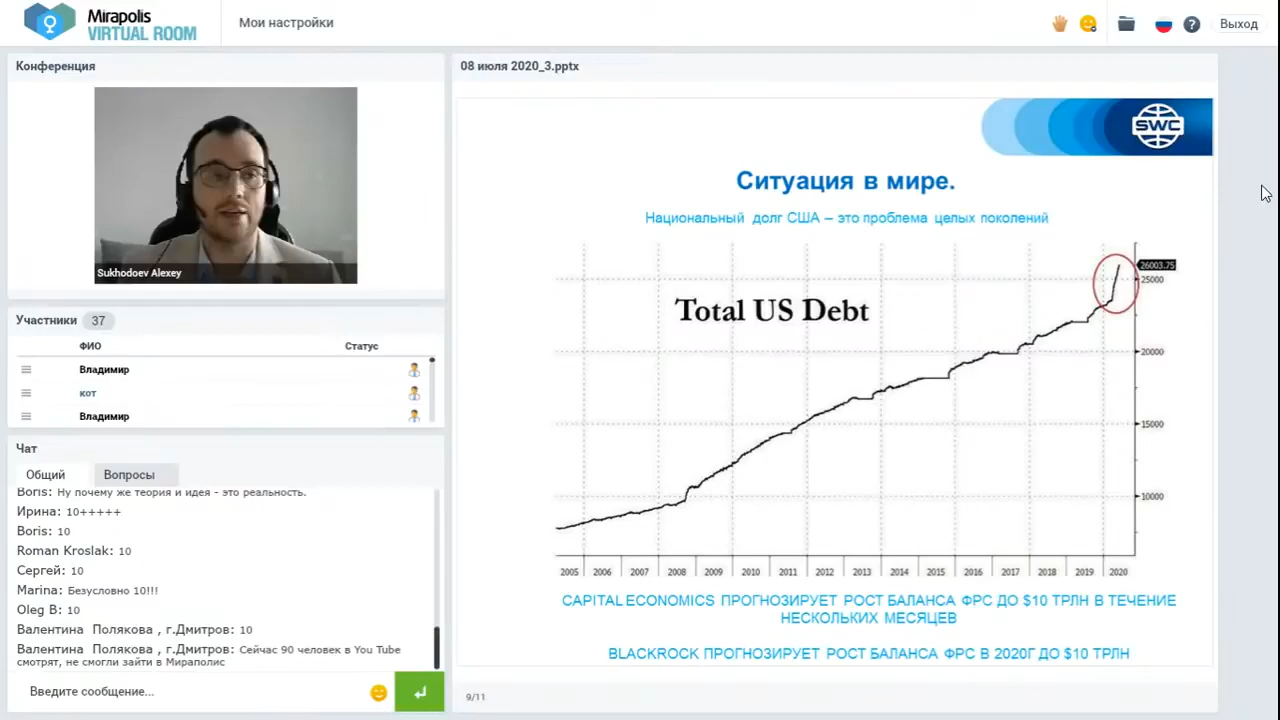 Mirapolis
VIRTUAL ROOM
Мои настройки
Выход
Конференция
Sukhodoev Alexey
Участники 37
ФИО Статус
Владимир
кот
Владимир
Чат
Общий Вопросы
Boris: Ну почему же теория и идея - это реальность.
Ирина: 10+++++
Boris: 10
Roman Kroslak: 10
Сергей: 10
Marina: Безусловно 10!!!
Oleg B: 10
Валентина Полякова , г.Дмитров: 10
Валентина Полякова , г.Дмитров: Сейчас 90 человек в You Tube
смотрят, не смогли зайти в Мираполис
Введите сообщение...
08 июля 2020_3.pptx
SWC
Ситуация в мире.
Национальный долг США – это проблема целых поколений
Total US Debt
26003.75
25000
20000
15000
10000
2005 2006 2007 2008 2009 2010 2011 2012 2013 2014 2015 2016 2017 2018 2019 2020
CAPITAL ECONOMICS ПРОГНОЗИРУЕТ РОСТ БАЛАНСА ФРС ДО $10 ТРЛН В ТЕЧЕНИЕ
НЕСКОЛЬКИХ МЕСЯЦЕВ
BLACKROCK ПРОГНОЗИРУЕТ РОСТ БАЛАНСА ФРС В 2020Г ДО $10 ТРЛН
9/11